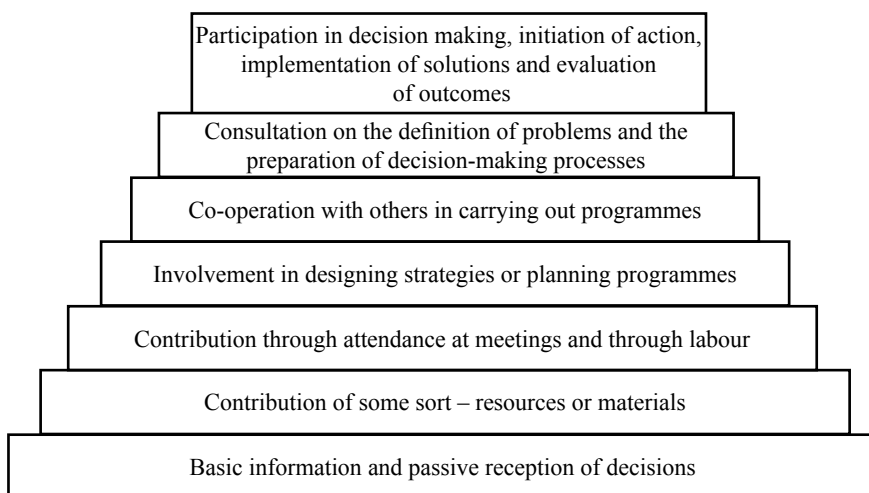 Participation in decision making, initiation of action,
implementation of solutions and evaluation
of outcomes
Consultation on the definition of problems and the
preparation of decision-making processes
Co-operation with others in carrying out programmes
Involvement in designing strategies or planning programmes
Contribution through attendance at meetings and through labour
Contribution of some sort – resources or materials
Basic information and passive reception of decisions